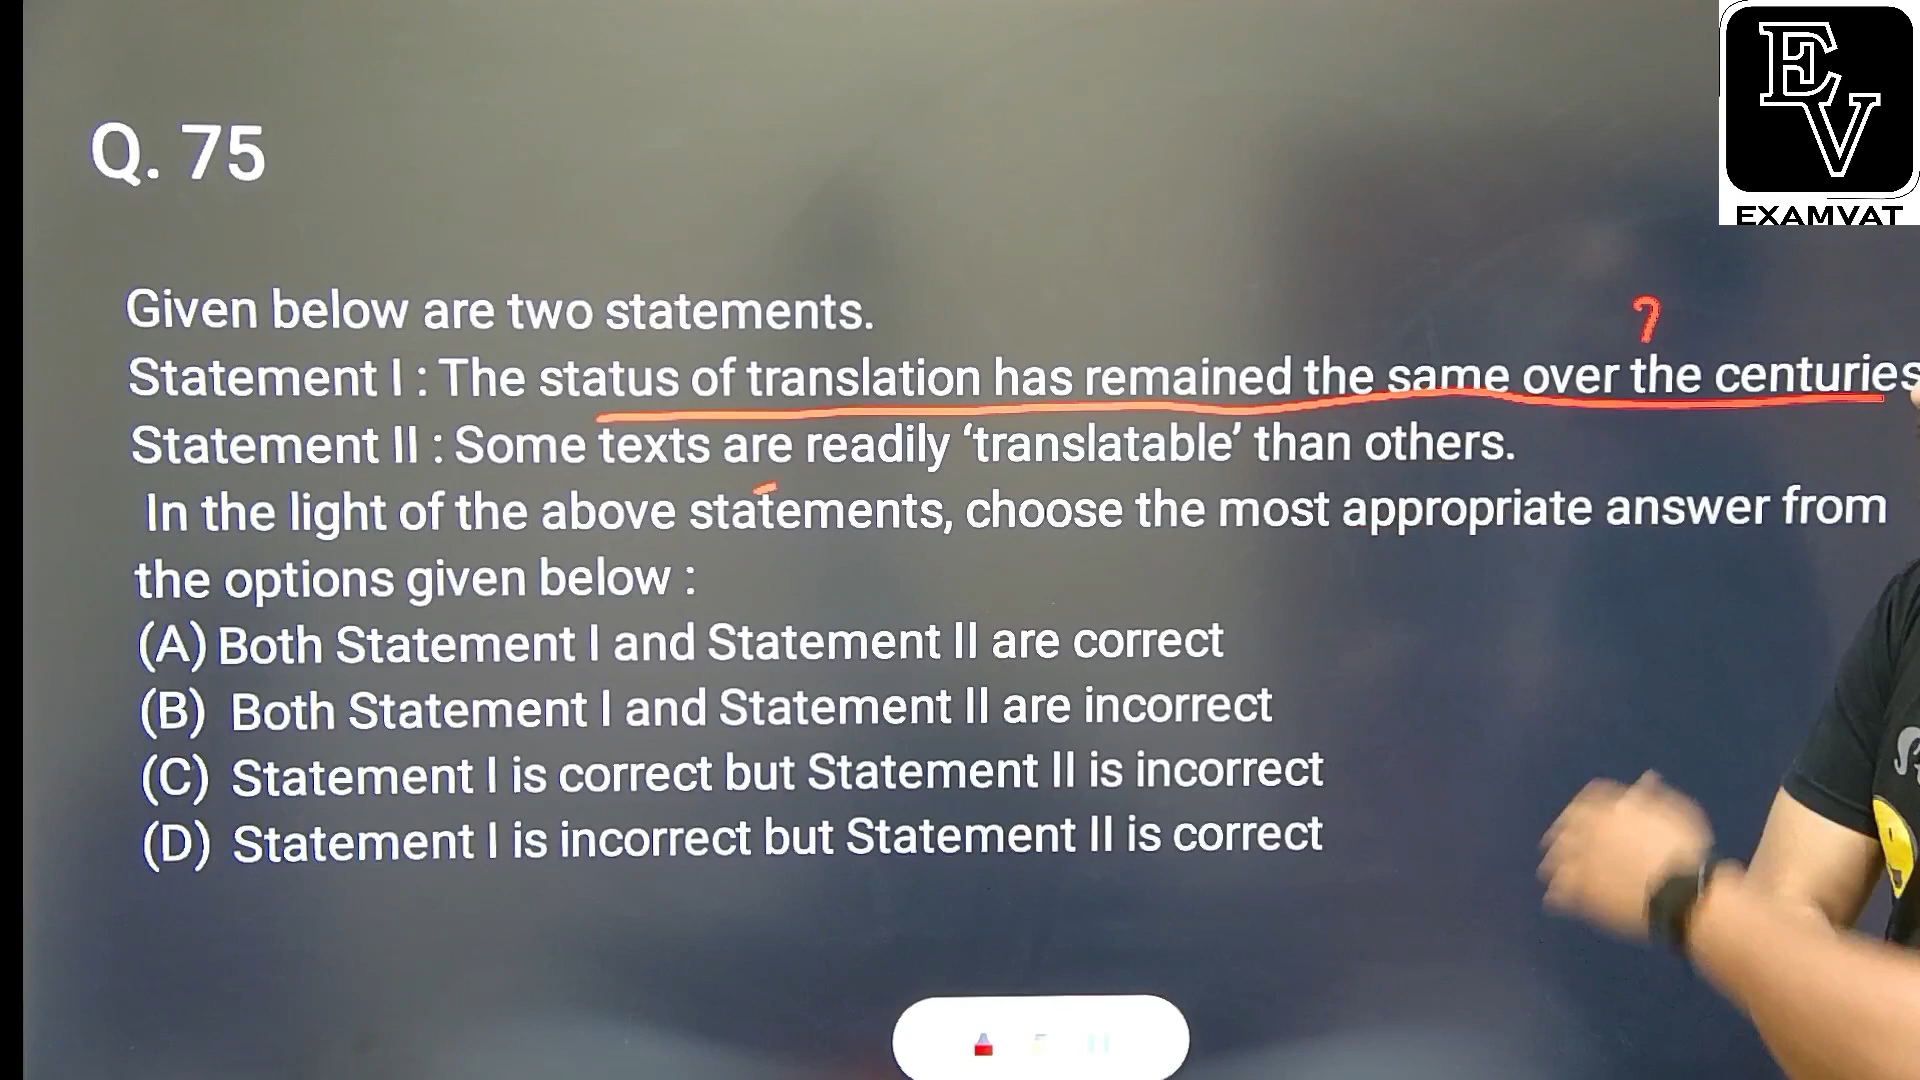 EV
EXAMVAT
Q. 75
Given below are two statements.
?
Statement I : The status of translation has remained the same over the centuries
Statement II : Some texts are readily ‘translatable’ than others.
In the light of the above statements, choose the most appropriate answer from
the options given below :
(A) Both Statement I and Statement II are correct
(B) Both Statement I and Statement II are incorrect
(C) Statement I is correct but Statement II is incorrect
(D) Statement I is incorrect but Statement II is correct